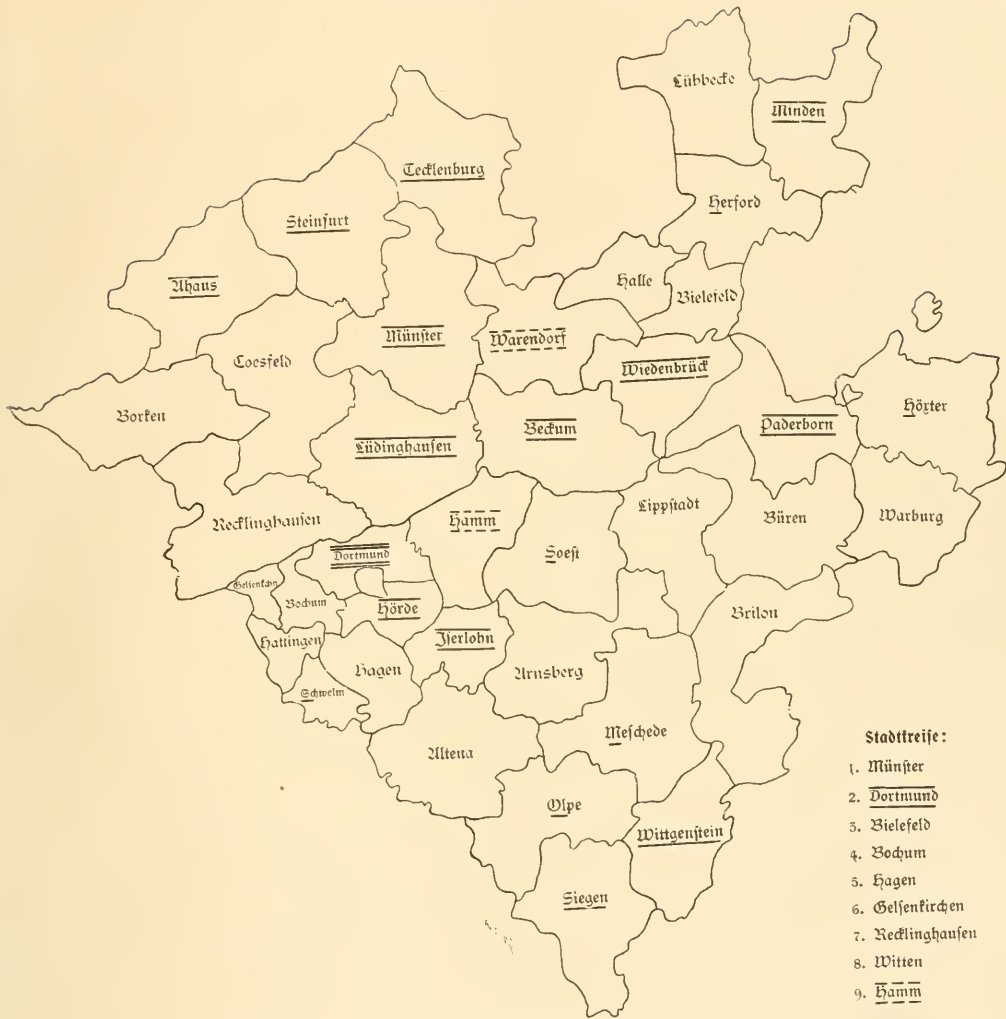 Lübbecke
Minden
Tecklenburg
Herford
Steinfurt
Halle
Ahaus
Bielefeld
Münster
Warendorf
Coesfeld
Wiedenbrück
Borken
Höxter
Paderborn
Beckum
Lüdinghausen
Lippstadt
Recklinghausen
Hamm
Büren
Warburg
Dortmund
Soest
Gelsenkchn
Bochum
Hörde
Brilon
Hattingen
Iserlohn
Hagen
Arnsberg
Schwelm
Meschede
Altena
Olpe
Wittgenstein
Siegen
Stadtkreise:
1. Münster
2. Dortmund
3. Bielefeld
4. Bochum
5. Hagen
6. Gelsenkirchen
7. Recklinghausen
8. Witten
9. Hamm